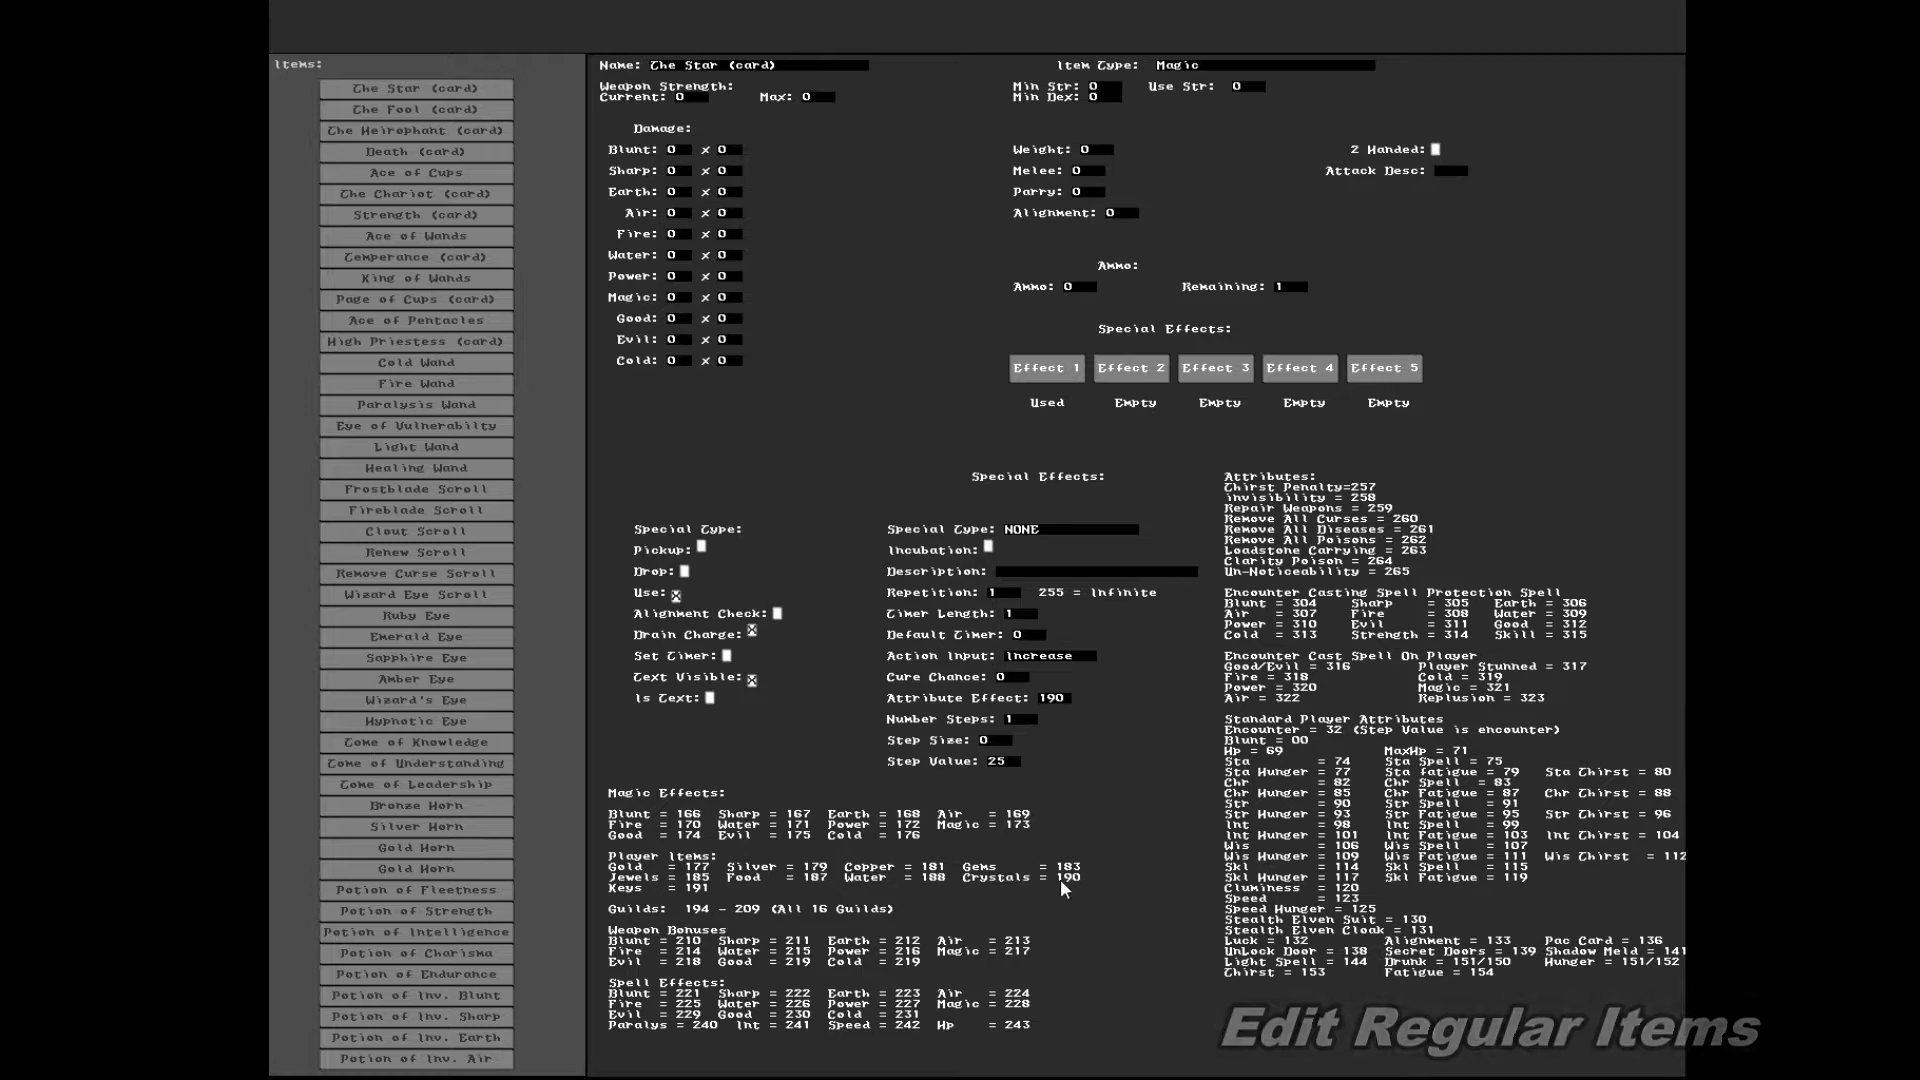 Items:
The Star (card)
The Fool (card)
The Heirophant (card)
Death (card)
Ace of Cups
The Chariot (card)
Strength (card)
Ace of Wands
Temperance (card)
King of Wands
Page of Cups (card)
Ace of Pentacles
High Priestess (card)
Cold Wand
Fire Wand
Paralysis Wand
Eye of Vulnerabilty
Light Wand
Healing Wand
Frostblade Scroll
Fireblade Scroll
Clout Scroll
Renew Scroll
Remove Curse Scroll
Wizard Eye Scroll
Ruby Eye
Emerald Eye
Sapphire Eye
Amber Eye
Wizard's Eye
Hypnotic Eye
Tome of Knowledge
Tome of Understanding
Tome of Leadership
Bronze Horn
Silver Horn
Gold Horn
Gold Horn
Potion of Fleetness
Potion of Strength
Potion of Intelligence
Potion of Charisma
Potion of Endurance
Potion of Inv. Blunt
Potion of Inv. Sharp
Potion of Inv. Earth
Potion of Inv. Air
Name: The Star (card)
Item Type: Magic
Weapon Strength:
Current: 0 Max: 0
Min Str: 0 Use Str: 0
Min Dex: 0
Damage:
Blunt: 0 x 0
Sharp: 0 x 0
Earth: 0 x 0
Air: 0 x 0
Fire: 0 x 0
Water: 0 x 0
Power: 0 x 0
Magic: 0 x 0
Good: 0 x 0
Evil: 0 x 0
Cold: 0 x 0
Weight: 0 2 Handed:
Melee: 0 Attack Desc:
Parry: 0
Alignment: 0
Ammo:
Ammo: 0 Remaining: 1
Special Effects:
Effect 1 Effect 2 Effect 3 Effect 4 Effect 5
Used Empty Empty Empty Empty
Special Effects:
Special Type:
Pickup:
Drop:
Use: X
Alignment Check:
Drain Charge: X
Set Timer:
Text Visible: X
Is Text:
Special Type: NONE
Incubation:
Description:
Repetition: 1 255 = Infinite
Timer Length: 1
Default Timer: 0
Action Input: Increase
Cure Chance: 0
Attribute Effect: 190
Number Steps: 1
Step Size: 0
Step Value: 25
Magic Effects:
Blunt = 166 Sharp = 167 Earth = 168 Air = 169
Fire = 170 Water = 171 Power = 172 Magic = 173
Good = 174 Evil = 175 Cold = 176
Player Items:
Gold = 177 Silver = 179 Copper = 181 Gems = 183
Jewels = 185 Food = 187 Water = 188 Crystals = 190
Keys = 191
Guilds: 194 - 209 (All 16 Guilds)
Weapon Bonuses
Blunt = 210 Sharp = 211 Earth = 212 Air = 213
Fire = 214 Water = 215 Power = 216 Magic = 217
Evil = 218 Good = 219 Cold = 219
Spell Effects:
Blunt = 221 Sharp = 222 Earth = 223 Air = 224
Fire = 225 Water = 226 Power = 227 Magic = 228
Evil = 229 Good = 230 Cold = 231
Paralys = 240 Int = 241 Speed = 242 Hp = 243
Attributes:
Thirst Penalty=257
invisibility = 258
Repair Weapons = 259
Remove All Curses = 260
Remove All Diseases = 261
Remove All Poisons = 262
Loadstone Carrying = 263
Clarity Poison = 264
Un-Noticeability = 265
Encounter Casting Spell Protection Spell
Blunt = 304 Sharp = 305 Earth = 306
Air = 307 Fire = 308 Water = 309
Power = 310 Evil = 311 Good = 312
Cold = 313 Strength = 314 Skill = 315
Encounter Cast Spell On Player
Good/Evil = 316 Player Stunned = 317
Fire = 318 Cold = 319
Power = 320 Magic = 321
Air = 322 Replusion = 323
Standard Player Attributes
Encounter = 32 (Step Value is encounter)
Blunt = 00
Hp = 69 MaxHp = 71
Sta = 74 Sta Spell = 75
Sta Hunger = 77 Sta fatigue = 79 Sta Thirst = 80
Chr = 82 Chr Spell = 83
Chr Hunger = 85 Chr Fatigue = 87 Chr Thirst = 88
Str = 90 Str Spell = 91
Str Hunger = 93 Str Fatigue = 95 Str Thirst = 96
Int = 98 Int Spell = 99
Int Hunger = 101 Int Fatigue = 103 Int Thirst = 104
Wis = 106 Wis Spell = 107
Wis Hunger = 109 Wis Fatigue = 111 Wis Thirst = 112
Skl = 114 Skl Spell = 115
Skl Hunger = 117 Skl Fatigue = 119
Cluminess = 120
Speed = 123
Speed Hunger = 125
Stealth Elven Suit = 130
Stealth Elven Cloak = 131
Luck = 132 Alignment = 133 Pac Card = 136
UnLock Door = 138 Secret Doors = 139 Shadow Meld = 141
Light Spell = 144 Drunk = 151/150 Hunger = 151/152
Thirst = 153 Fatigue = 154
Edit Regular Items